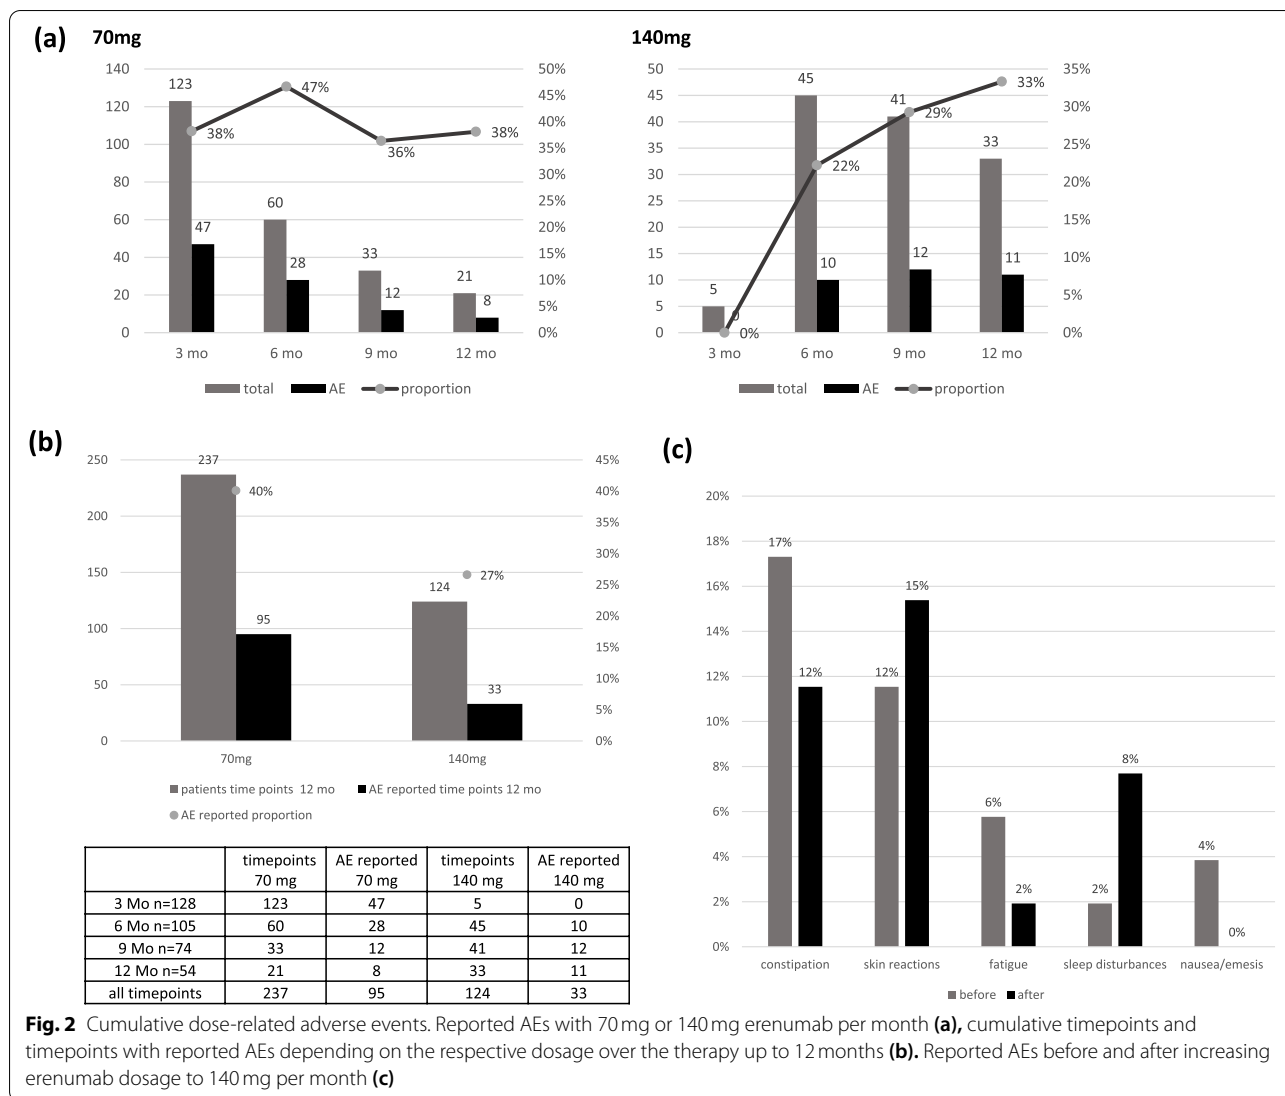 (a) 70mg
140 50%
123 45%
120 47% 40%
100 38% 38% 35%
36% 30%
80 25%
60 60 20%
47
40 28 33 15%
21 10%
20 12 8 5%
0 0%
3 mo 6 mo 9 mo 12 mo
total AE proportion
140mg
50 35%
45 45 33% 30%
40 41 29%
35 33 25%
30 22% 20%
25
20 15%
15
10 10 12 11 10%
5 5 5%
0 0 0% 0%
3 mo 6 mo 9 mo 12 mo
total AE proportion
(b)
250 237 45%
40% 40%
200 35%
30%
150 124 27% 25%
100 95 20%
15%
50 33 10%
5%
0 0%
70mg 140mg
patients time points 12 mo AE reported time points 12 mo
AE reported proportion
timepoints 70 mg AE reported 70 mg timepoints 140 mg AE reported 140 mg
3 Mo n=128 123 47 5 0
6 Mo n=105 60 28 45 10
9 Mo n=74 33 12 41 12
12 Mo n=54 21 8 33 11
all timepoints 237 95 124 33
(c)
20%
18% 17%
16% 15%
14%
12% 12% 12%
10%
8% 8%
6% 6%
4% 4%
2% 2% 2%
0% 0%
constipation skin reactions fatigue sleep disturbances nausea/emesis
before after
Fig. 2 Cumulative dose-related adverse events. Reported AEs with 70 mg or 140 mg erenumab per month (a), cumulative timepoints and
timepoints with reported AEs depending on the respective dosage over the therapy up to 12 months (b). Reported AEs before and after increasing
erenumab dosage to 140 mg per month (c)